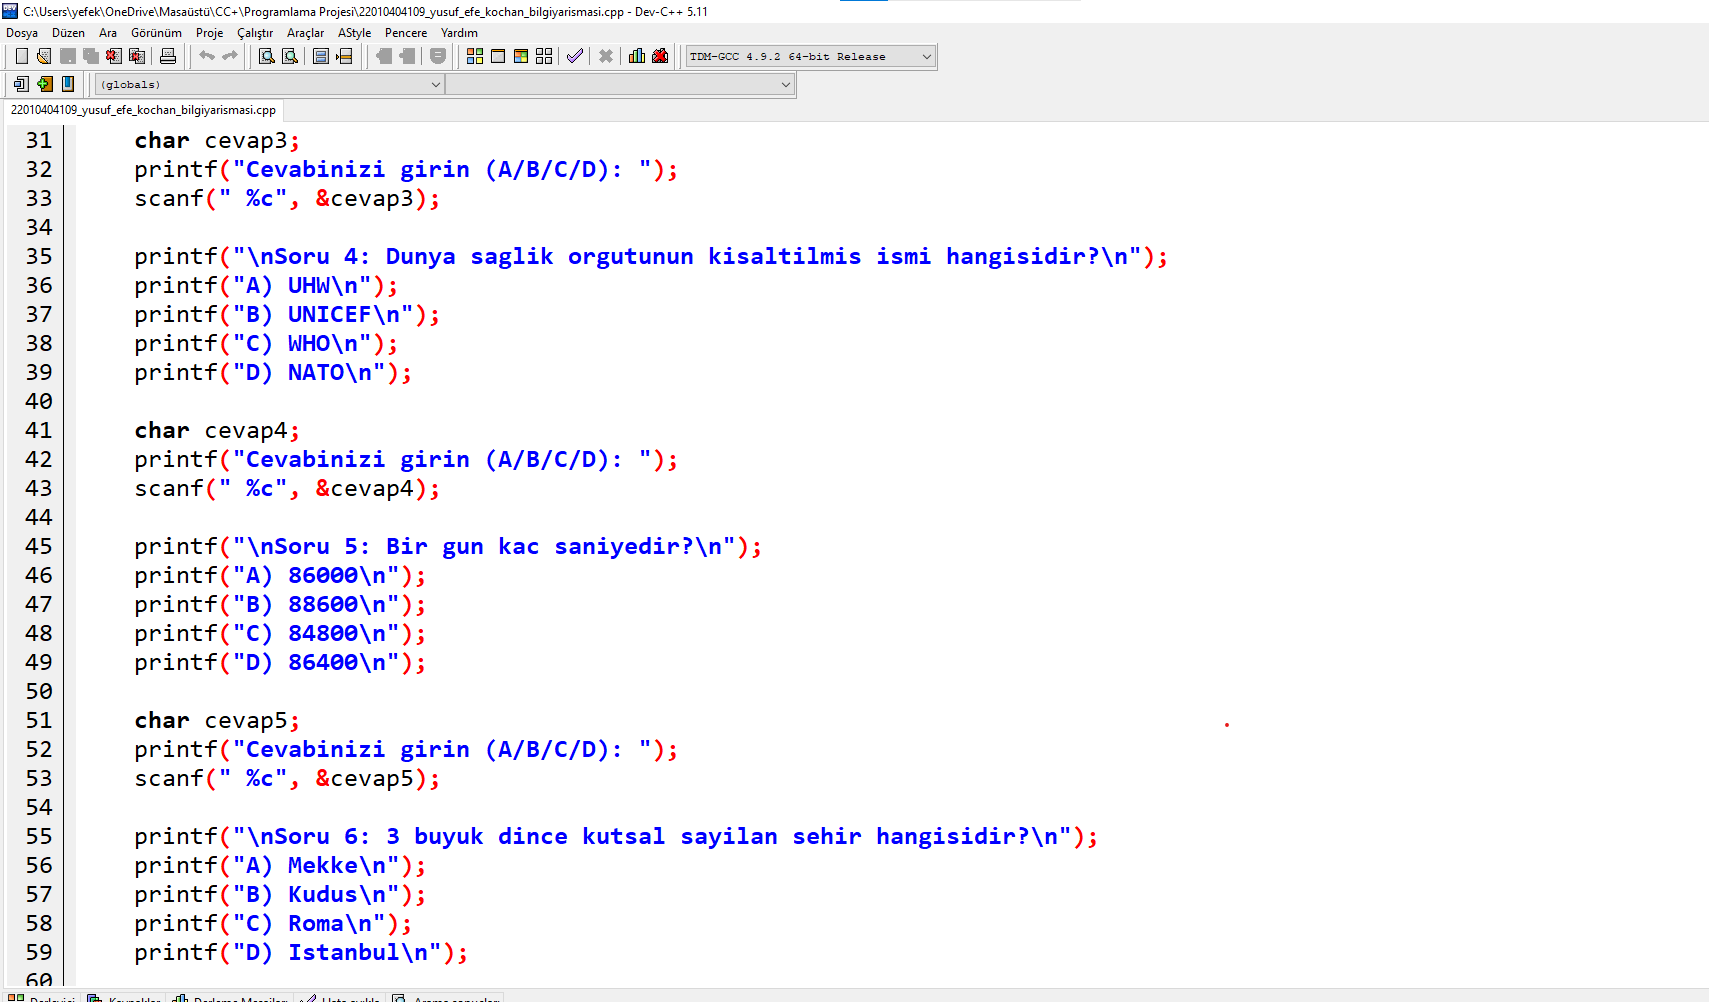 C:\Users\yefek\OneDrive\Masaüstü\CC+\Programlama Projesi\22010404109_yusuf_efe_kochan_bilgiyarismasi.cpp - Dev-C++ 5.11
Dosya Düzen Ara Görünüm Proje Çalıştır Araçlar AStyle Pencere Yardım
TDM-GCC 4.9.2 64-bit Release
(globals)
22010404109_yusuf_efe_kochan_bilgiyarismasi.cpp
31 char cevap3;
32 printf("Cevabinizi girin (A/B/C/D): ");
33 scanf(" %c", &cevap3);
34
35 printf("\nSoru 4: Dunya saglik orgutunun kisaltilmis ismi hangisidir?\n");
36 printf("A) UHW\n");
37 printf("B) UNICEF\n");
38 printf("C) WHO\n");
39 printf("D) NATO\n");
40
41 char cevap4;
42 printf("Cevabinizi girin (A/B/C/D): ");
43 scanf(" %c", &cevap4);
44
45 printf("\nSoru 5: Bir gun kac saniyedir?\n");
46 printf("A) 86000\n");
47 printf("B) 88600\n");
48 printf("C) 84800\n");
49 printf("D) 86400\n");
50
51 char cevap5;
52 printf("Cevabinizi girin (A/B/C/D): ");
53 scanf(" %c", &cevap5);
54
55 printf("\nSoru 6: 3 buyuk dince kutsal sayilan sehir hangisidir?\n");
56 printf("A) Mekke\n");
57 printf("B) Kudus\n");
58 printf("C) Roma\n");
59 printf("D) Istanbul\n");
60
Derleyici Kaynaklar Derleme Mesajları Hata ayıkla Arama sonuçları